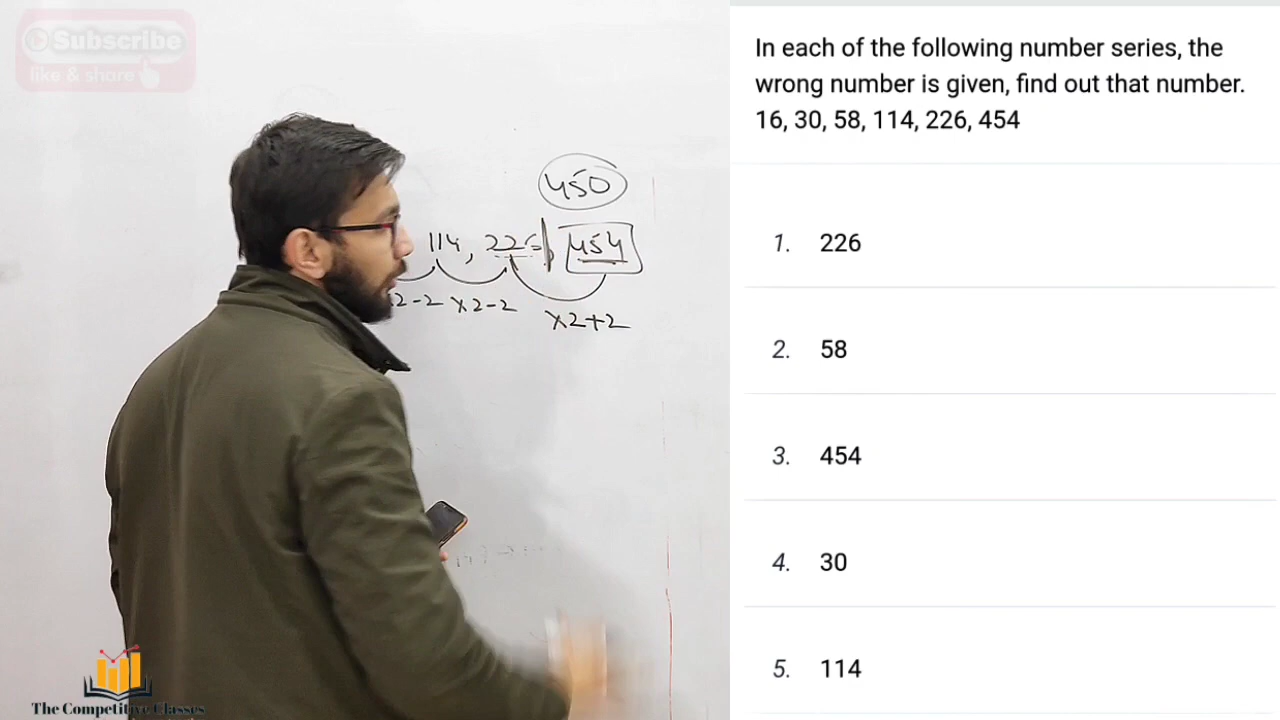 Subscribe
like & share
450
114, 226 454
x2-2 x2-2 x2+2
The Competitive Classes
In each of the following number series, the
wrong number is given, find out that number.
16, 30, 58, 114, 226, 454
1. 226
2. 58
3. 454
4. 30
5. 114